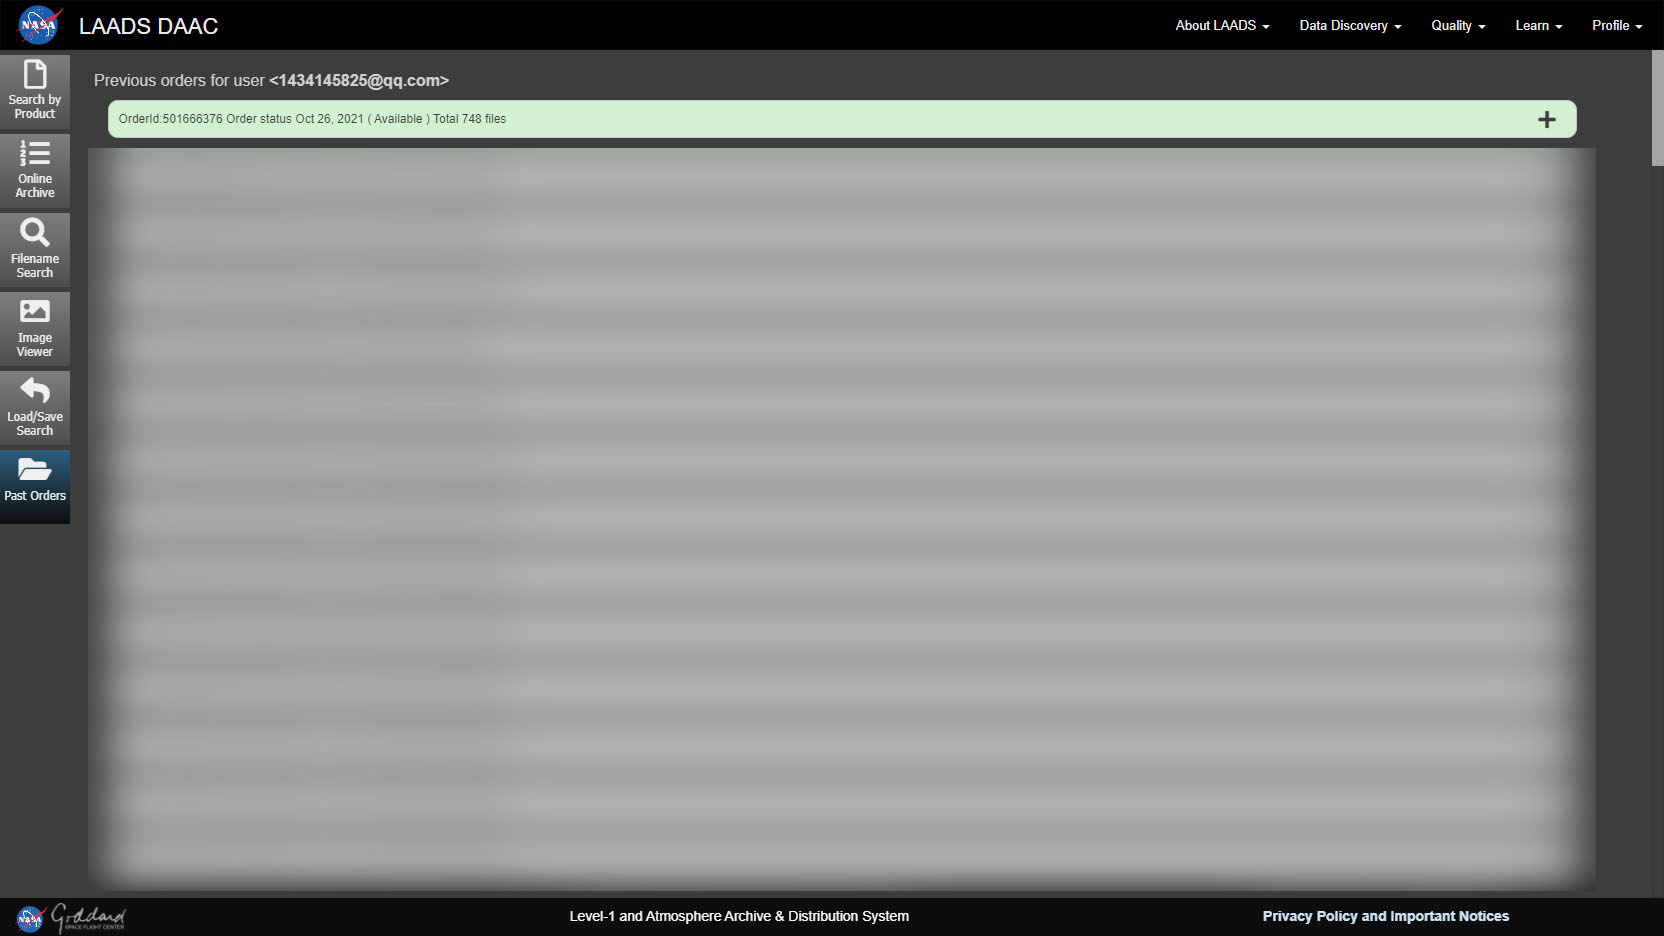 NASA
LAADS DAAC
About LAADS
Data Discovery
Quality
Learn
Profile
Search by
Product
1
2
3
Online
Archive
Filename
Search
Image
Viewer
Load/Save
Search
Past Orders
Previous orders for user <1434145825@qq.com>
OrderId:501666376 Order status Oct 26, 2021 ( Available ) Total 748 files
NASA
Goddard
SPACE FLIGHT CENTER
Level-1 and Atmosphere Archive & Distribution System
Privacy Policy and Important Notices